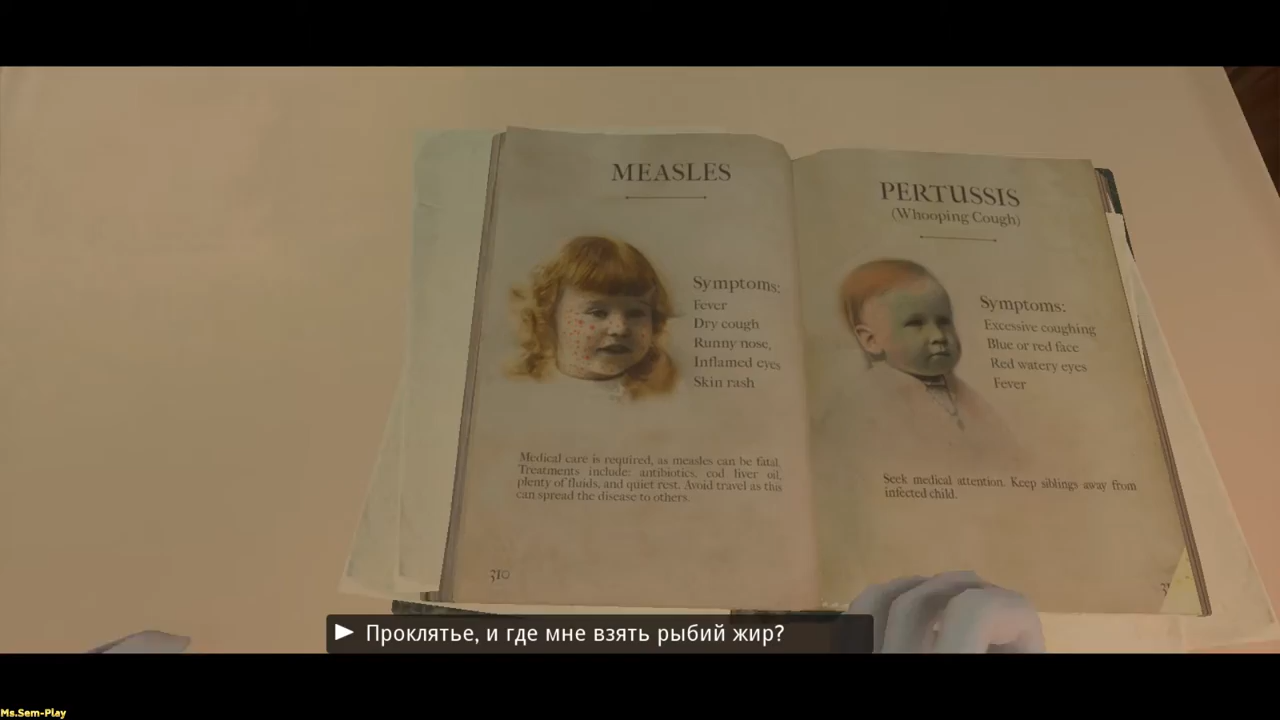 MEASLES
Symptoms:
Fever
Dry cough
Runny nose,
Inflamed eyes
Skin rash
Medical care is required, as measles can be fatal.
Treatments include: antibiotics, cod liver oil,
plenty of fluids, and quiet rest. Avoid travel as this
can spread the disease to others.
310
PERTUSSIS
(Whooping Cough)
Symptoms:
Excessive coughing
Blue or red face
Red watery eyes
Fever
Seek medical attention. Keep siblings away from
infected child.
Проклятье, и где мне взять рыбий жир?
Ms.Sem-Play